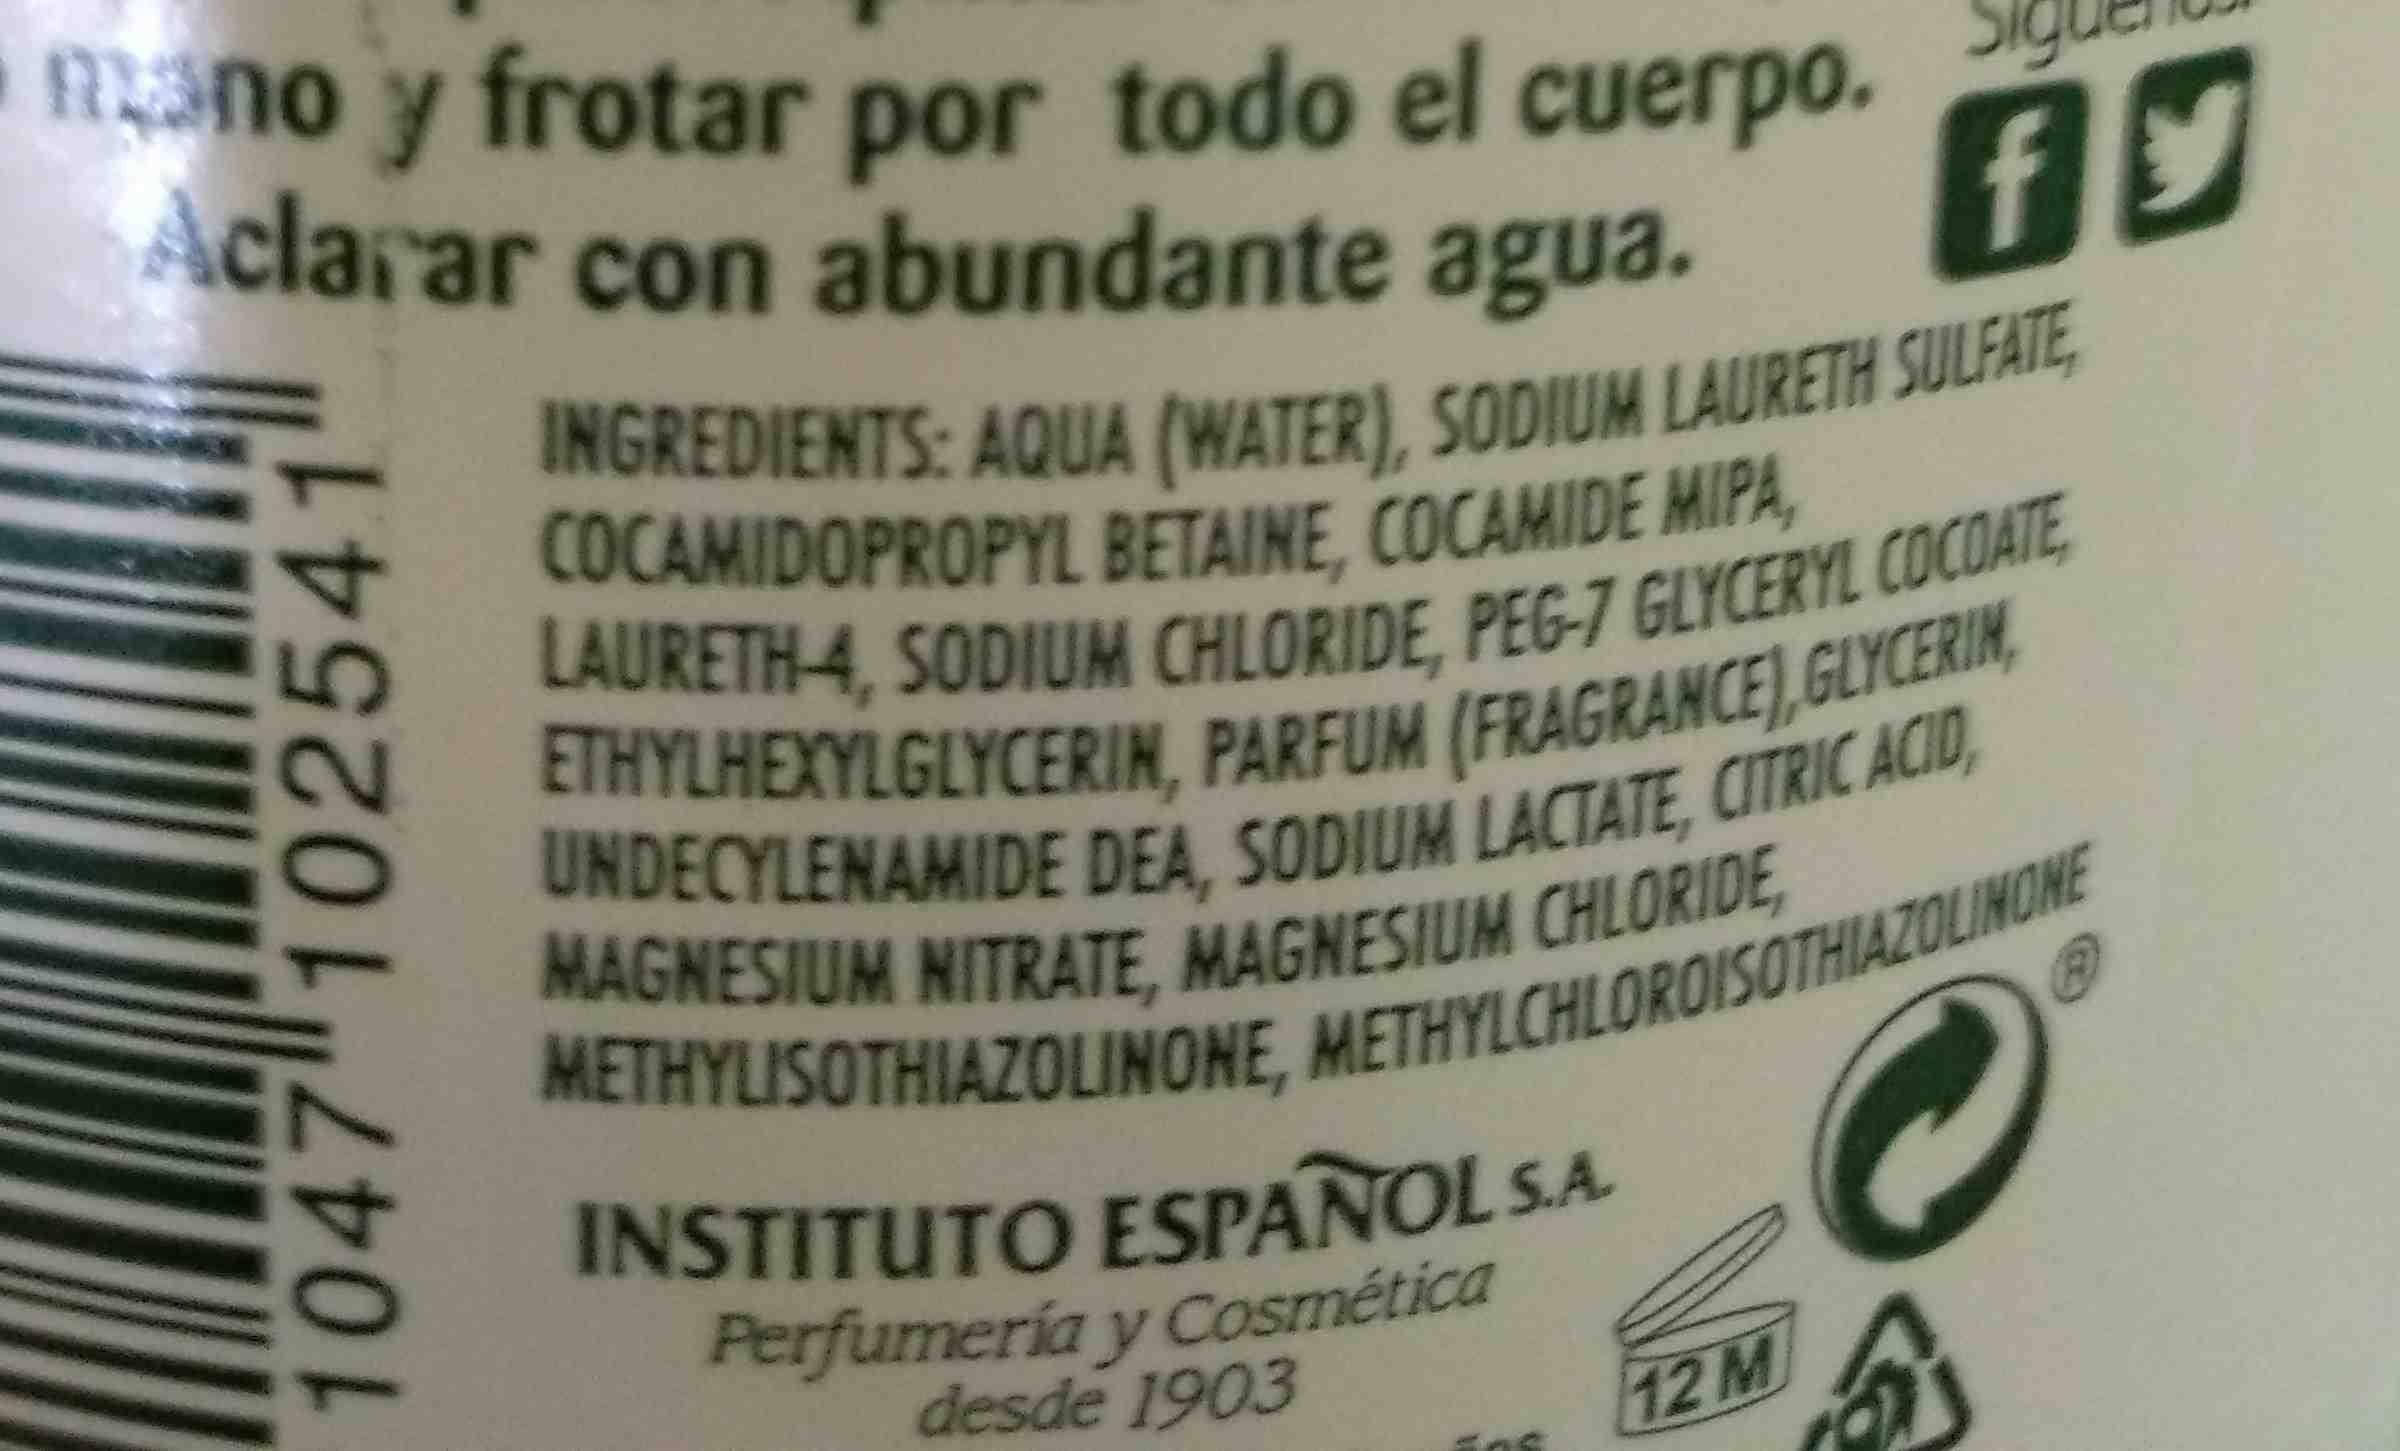 mano y frotar por todo el cuerpo.
Aclarar con abundante agua.
INGREDIENTS: AQUA (WATER), SODIUM LAURETH SULFATE,
COCAMIDOPROPYL BETAINE, COCAMIDE MIPA,
LAURETH-4, SODIUM CHLORIDE, PEG-7 GLYCERYL COCOATE,
ETHYLHEXYLGLYCERIN, PARFUM (FRAGRANCE),GLYCERIN,
UNDECYLENAMIDE DEA, SODIUM LACTATE, CITRIC ACID,
MAGNESIUM NITRATE, MAGNESIUM CHLORIDE,
METHYLISOTHIAZOLINONE, METHYLCHLOROISOTHIAZOLINONE
®
INSTITUTO ESPAÑOL S.A.
Perfumería y Cosmética
desde 1903
12 M
1047102541